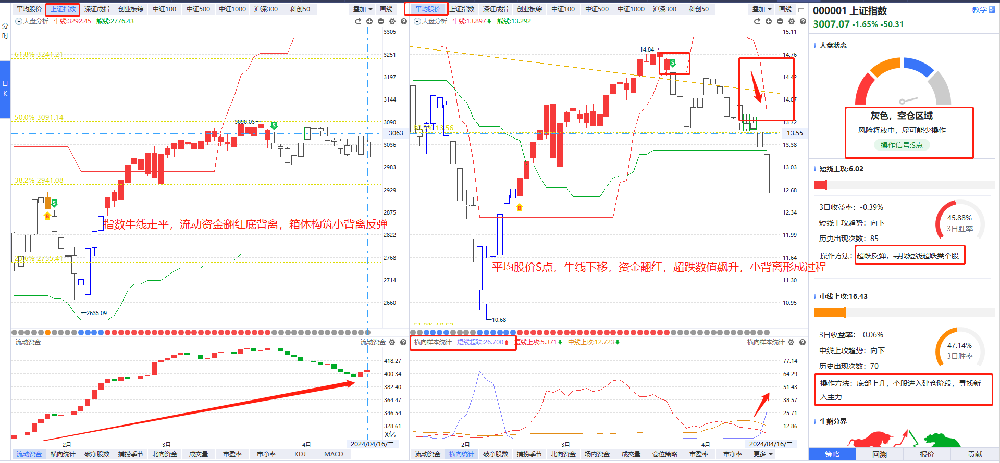 平均股价 上证指数 深证成指 创业板综 中证100 中证500 中证1000 沪深300 科创50 叠加 画线
大盘分析 牛线:3292.45 熊线:2776.43
分时
日K
3305
61.8% 3241.21
3251
3197
3144
50.0% 3091.14
3090.05
S
3090
3063
3036
2983
38.2% 2941.08
2929
S
B
2875
指数牛线走平，流动资金翻红底背离，箱体构筑小背离反弹
2822
23.6% 2755.41
2768
2714
2660
2635.09
流动资金 流动资金
418.27
400.34
382.40
364.47
346.54
328.61
X亿
2月 3月 4月 2024/04/16/二
流动资金 横向统计 破净股数 捕捞季节 北向资金 成交量 市盈率 市净率 KDJ MACD
平均股价 上证指数 深证成指 创业板综 中证100 中证500 中证1000 沪深300 科创50 叠加 画线
大盘分析 牛线:13.897 熊线:13.292
15.11
14.84
14.76
S
14.42
14.07
13.72
80.9% 13.56
13.55
13.38
13.03
12.68
B
12.34
11.99
11.64
平均股价S点，牛线下移，资金翻红，超跌数值飙升，小背离形成过程
11.30
10.95
10.68
横向样本统计 短线超跌:26.700 短线上攻:5.371 中线上攻:12.723 横向样本统计
77.14
64.29
51.43
38.57
25.71
12.86
2月 3月 4月 2024/04/16/二
流动资金 横向统计 破净股数 捕捞季节 北向资金 场内资金 成交量 仓位策略 市盈率 市净率 更多
000001 上证指数 教学
3007.07 -1.65% -50.31
大盘状态
灰色，空仓区域
风险释放中，尽可能少操作
操作信号:S点
短线上攻:6.02
3日收益率：-0.39%
短线上攻趋势：向下
历史出现次数：85
45.88%
3日胜率
操作方法：超跌反弹，寻找短线超跌类个股
中线上攻:16.43
3日收益率：-0.06%
中线上攻趋势：向下
历史出现次数：70
47.14%
3日胜率
操作方法：底部上升，个股进入建仓阶段，寻找新
入主力
牛熊分界
策略 回溯 报价 贡献